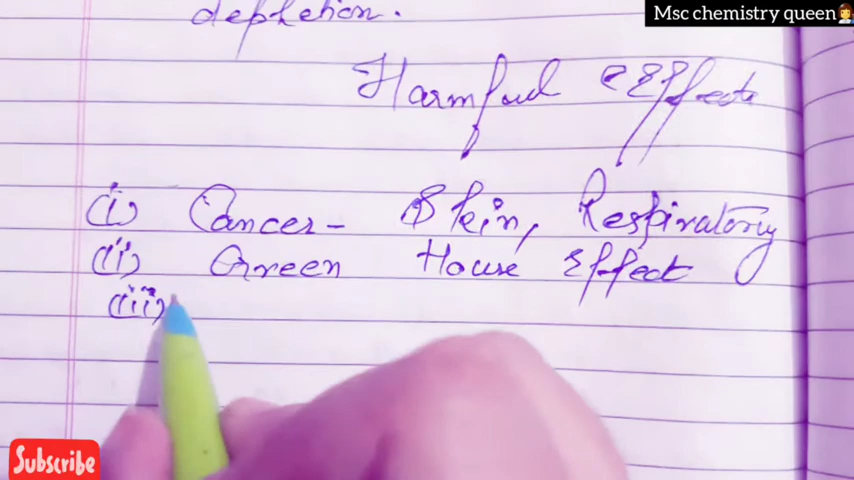 Msc chemistry queen
depletion.
Harmful effects
(i) Cancer- Skin, Respiratory
(ii) Green House Effect
(iii)
Subscribe